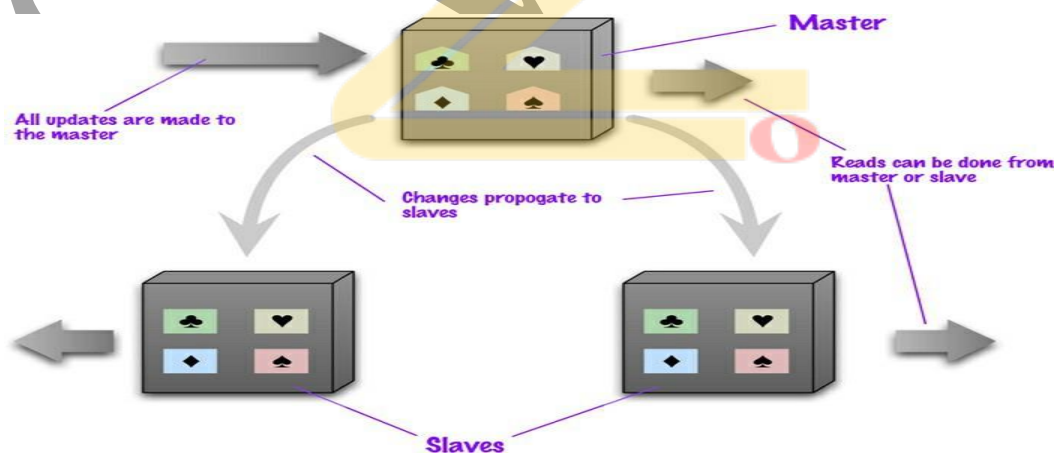 Master
All updates are made to
the master
Reads can be done from
master or slave
Changes propogate to
slaves
Slaves